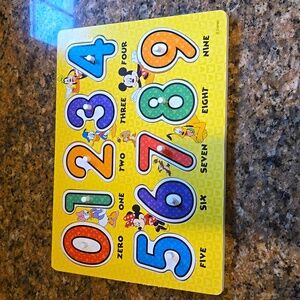 0 1 2 3 4
ZERO ONE TWO THREE FOUR
5 6 7 8 9
FIVE SIX SEVEN EIGHT NINE